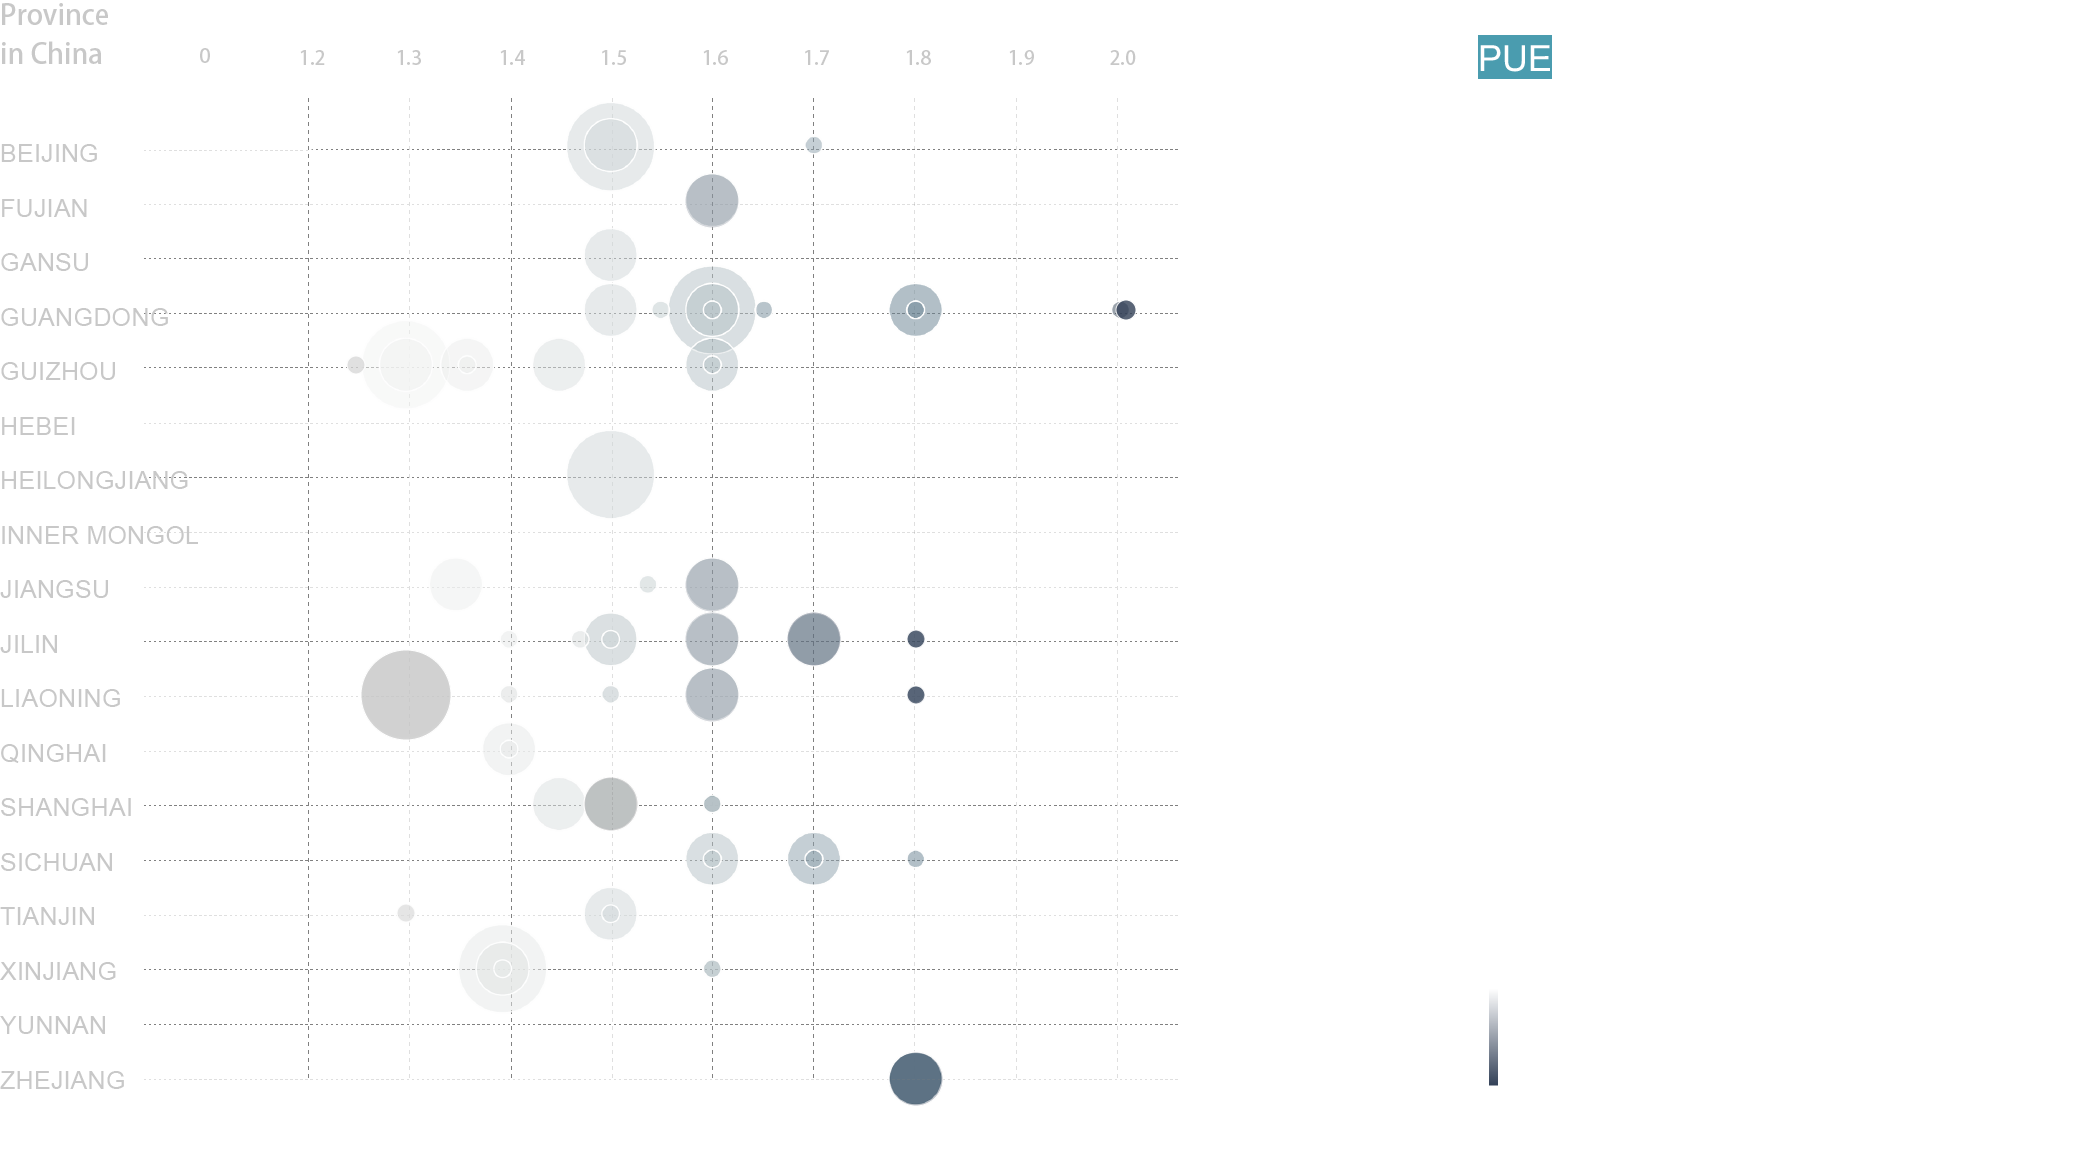 Province
in China
0 1.2 1.3 1.4 1.5 1.6 1.7 1.8 1.9 2.0
PUE
BEIJING
FUJIAN
GANSU
GUANGDONG
GUIZHOU
HEBEI
HEILONGJIANG
INNER MONGOL
JIANGSU
JILIN
LIAONING
QINGHAI
SHANGHAI
SICHUAN
TIANJIN
XINJIANG
YUNNAN
ZHEJIANG